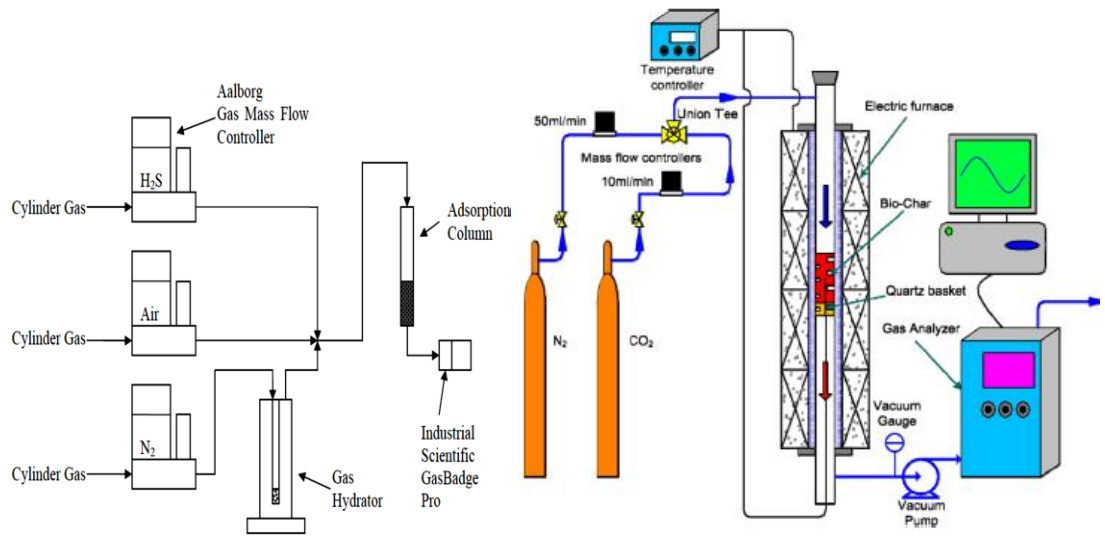 Aalborg
Gas Mass Flow
Controller
H₂S
Cylinder Gas
Adsorption
Column
Air
Cylinder Gas
N₂
Cylinder Gas
Gas
Hydrator
Industrial
Scientific
GasBadge
Pro
Temperature
controller
50ml/min
Union Tee
Mass flow controllers
10ml/min
Electric furnace
Bio-Char
Quartz basket
Gas Analyzer
N₂
CO₂
Vacuum
Gauge
Vacuum
Pump